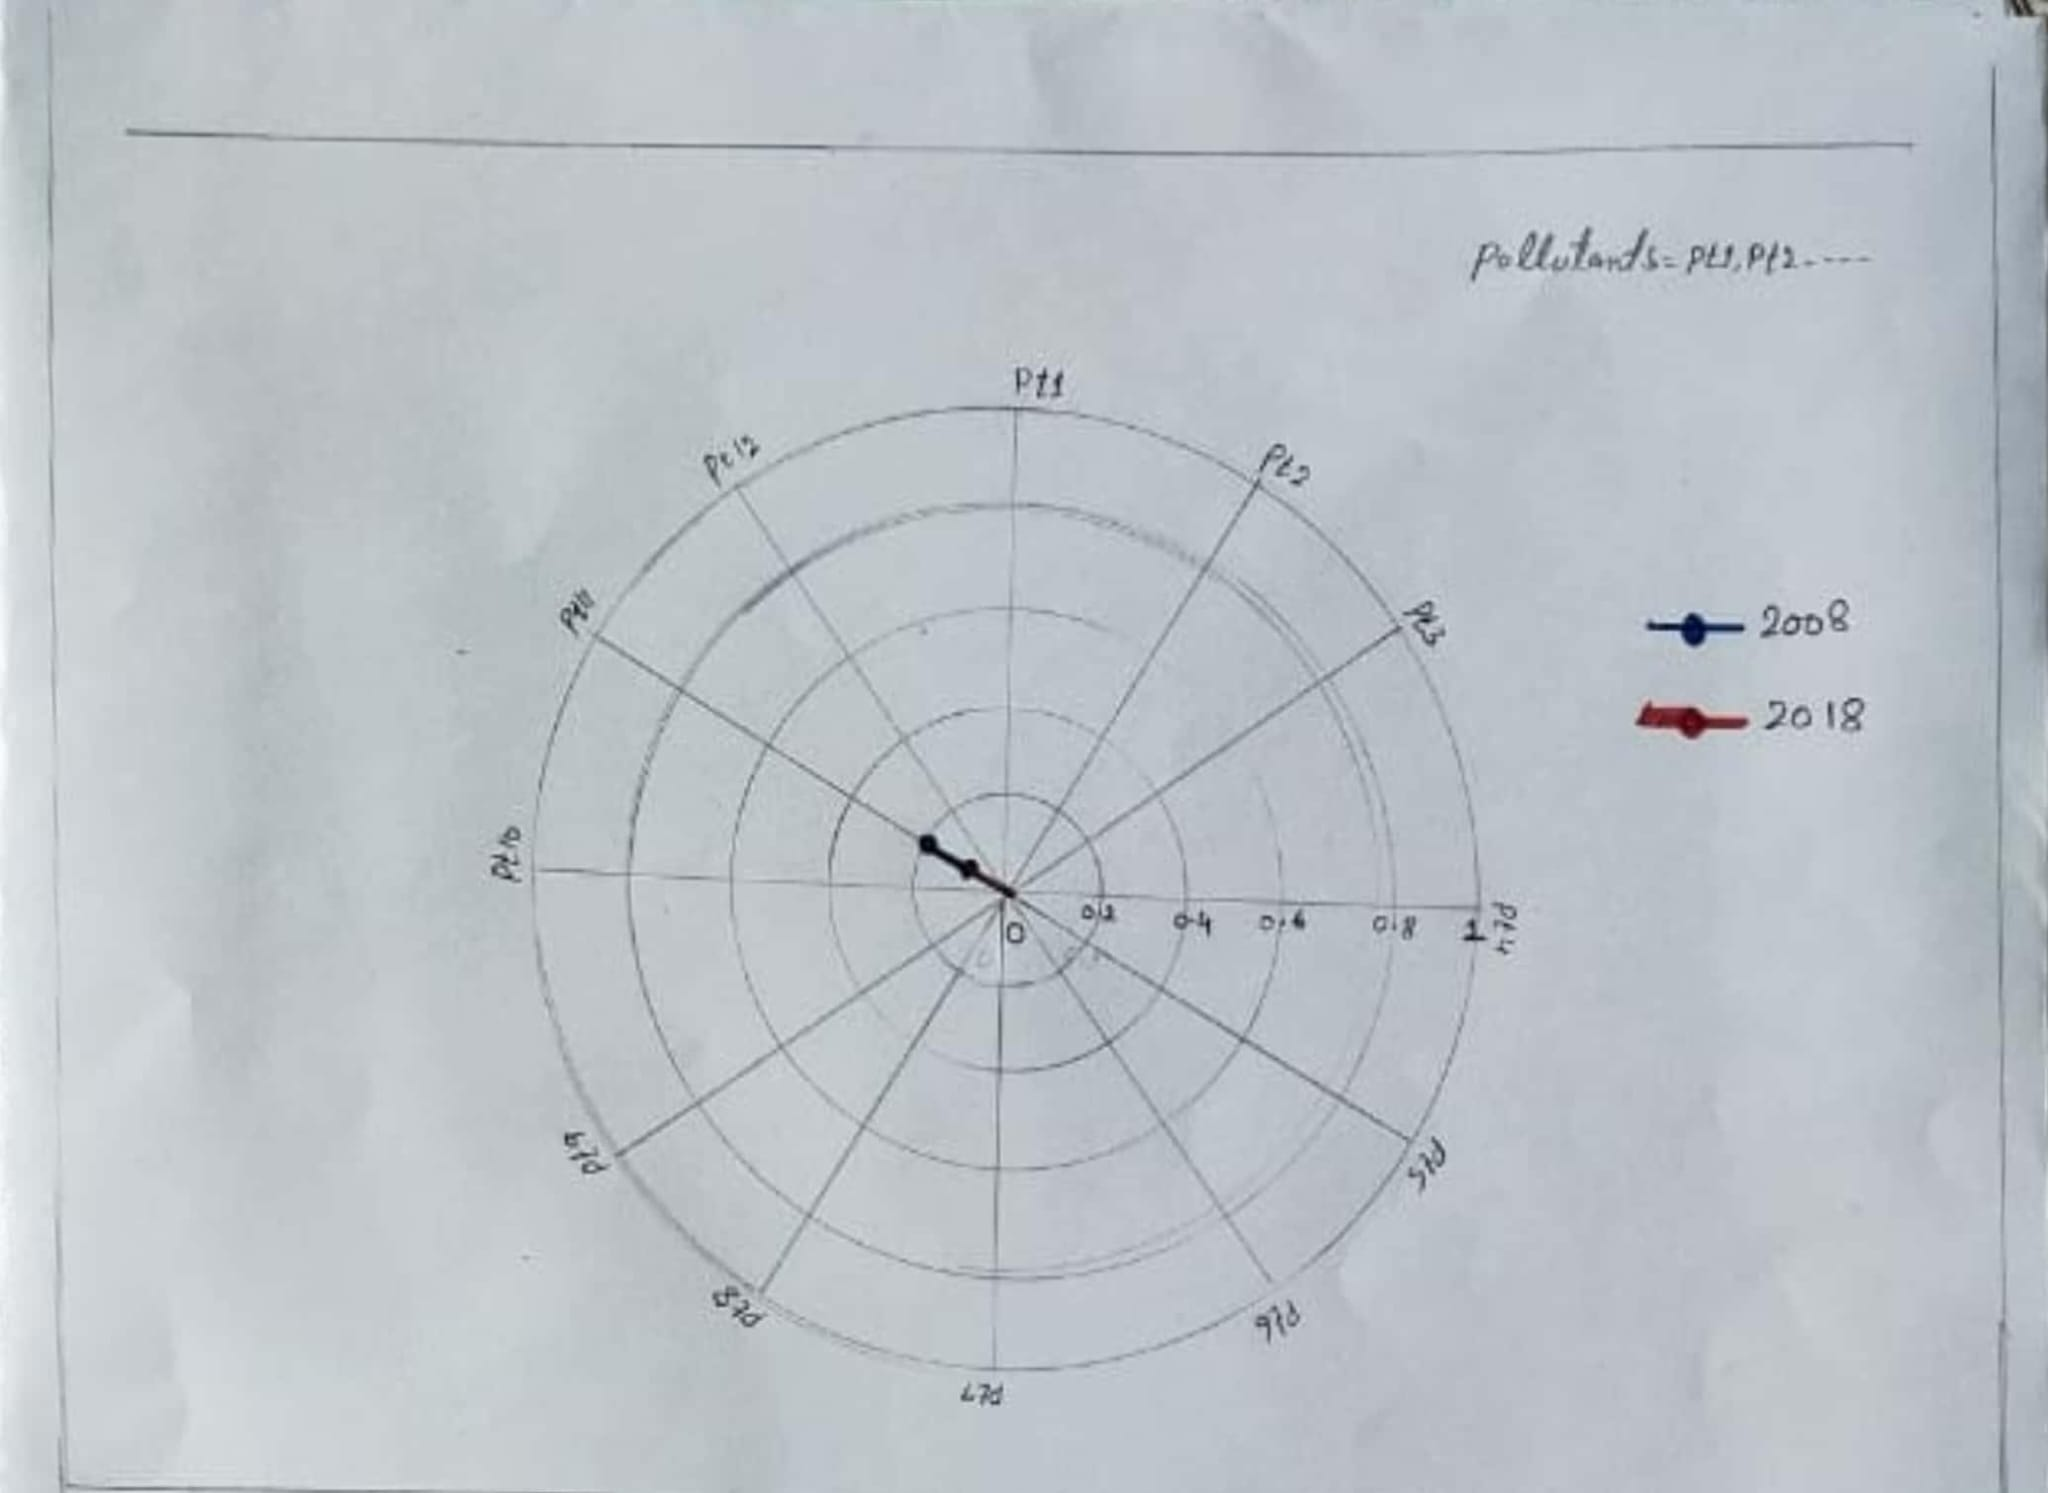 Pollutands = Pt1, Pt2-----
Pt1
Pt12
Pt2
Pt11
Pt3
2008
2018
Pt10
0
0.2
0.4
0.6
0.8
1
Pt4
Pt9
Pt5
Pt8
Pt6
Pt7